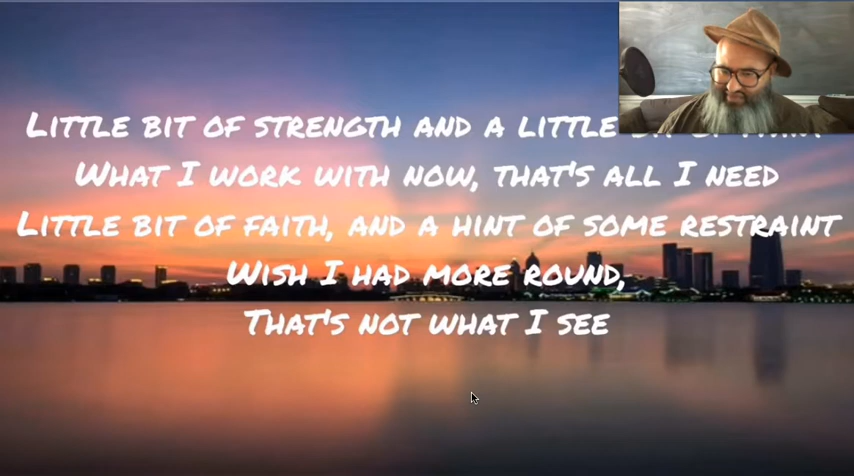 Little bit of strength and a little
What I work with now, that's all I need
Little bit of faith, and a hint of some restraint
Wish I had more round,
That's not what I see